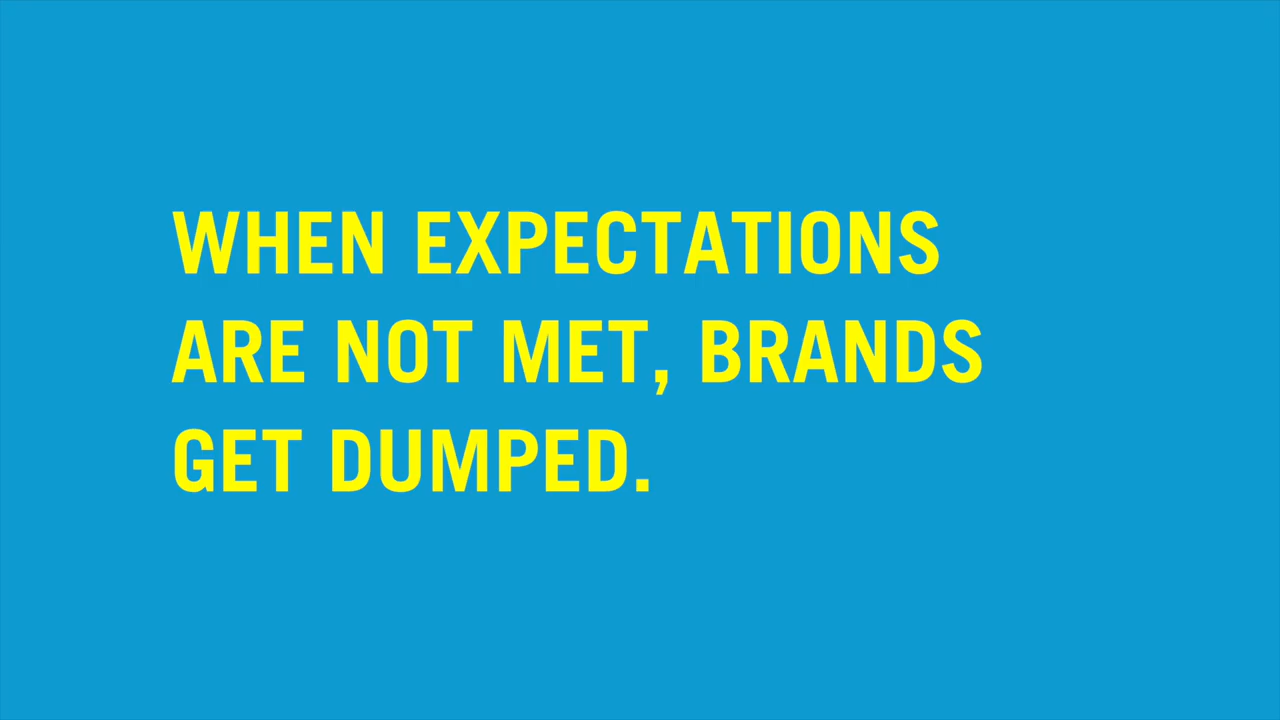 WHEN EXPECTATIONS
ARE NOT MET, BRANDS
GET DUMPED.